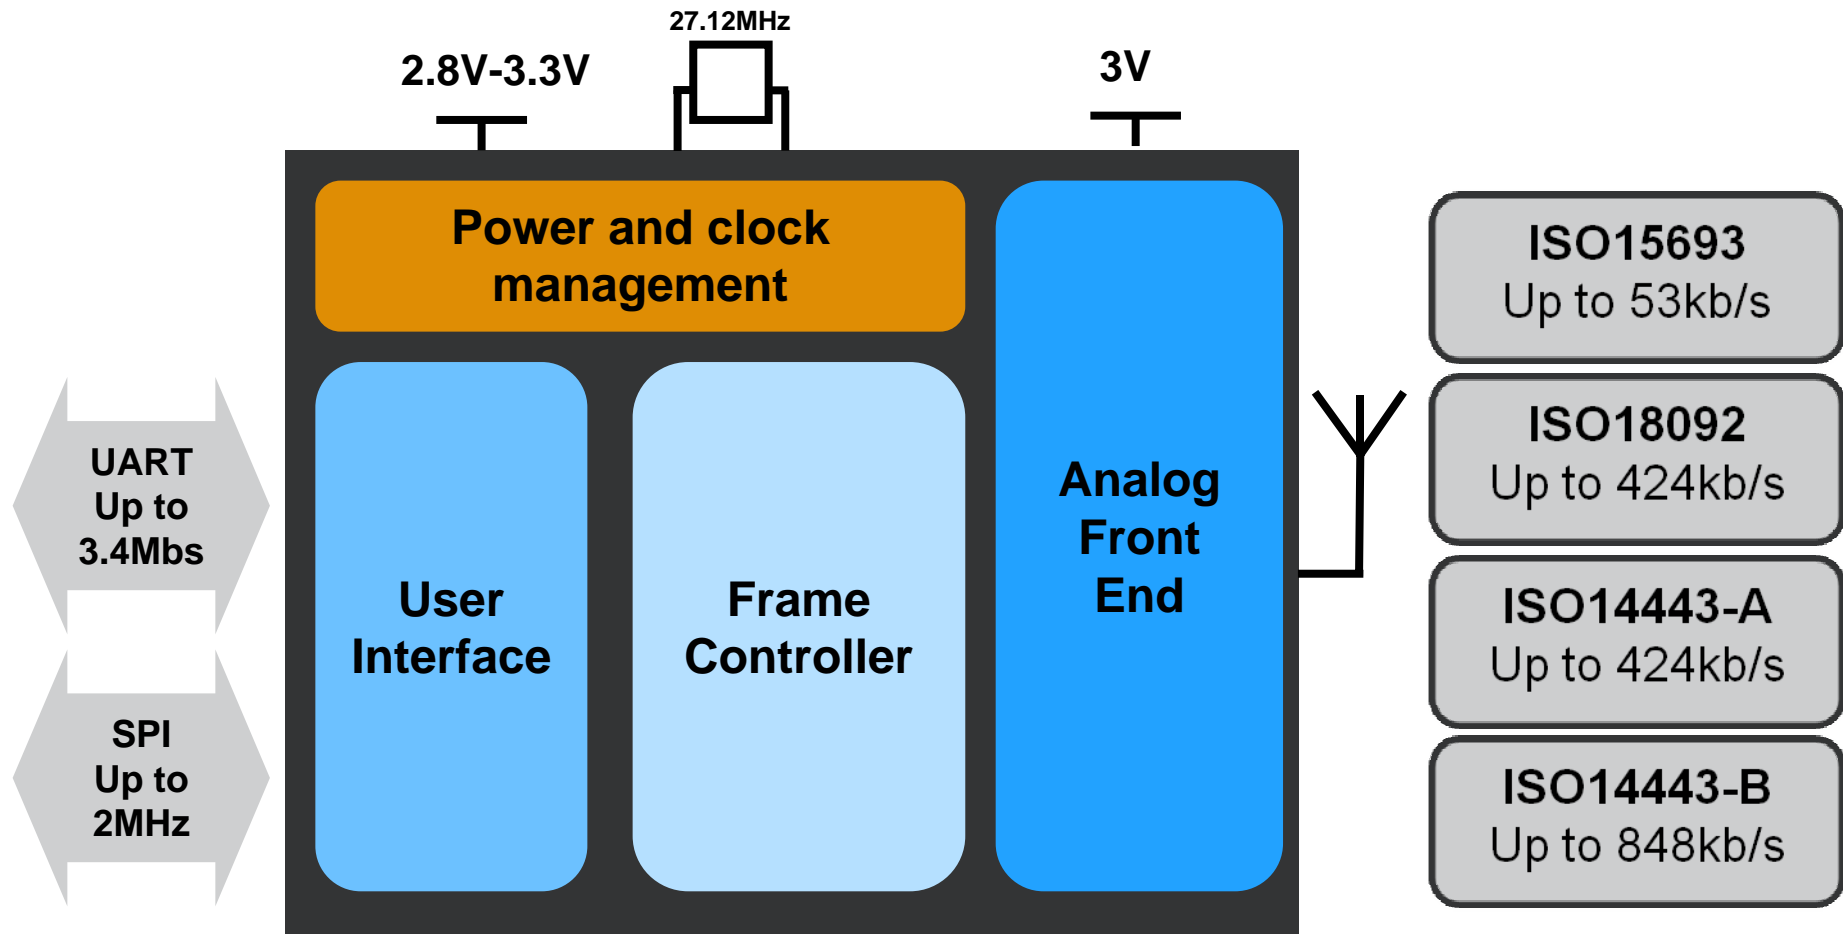 27.12MHz
2.8V-3.3V
3V
Power and clock
management
UART
Up to
3.4Mbs
SPI
Up to
2MHz
User
Interface
Frame
Controller
Analog
Front
End
ISO15693
Up to 53kb/s
ISO18092
Up to 424kb/s
ISO14443-A
Up to 424kb/s
ISO14443-B
Up to 848kb/s